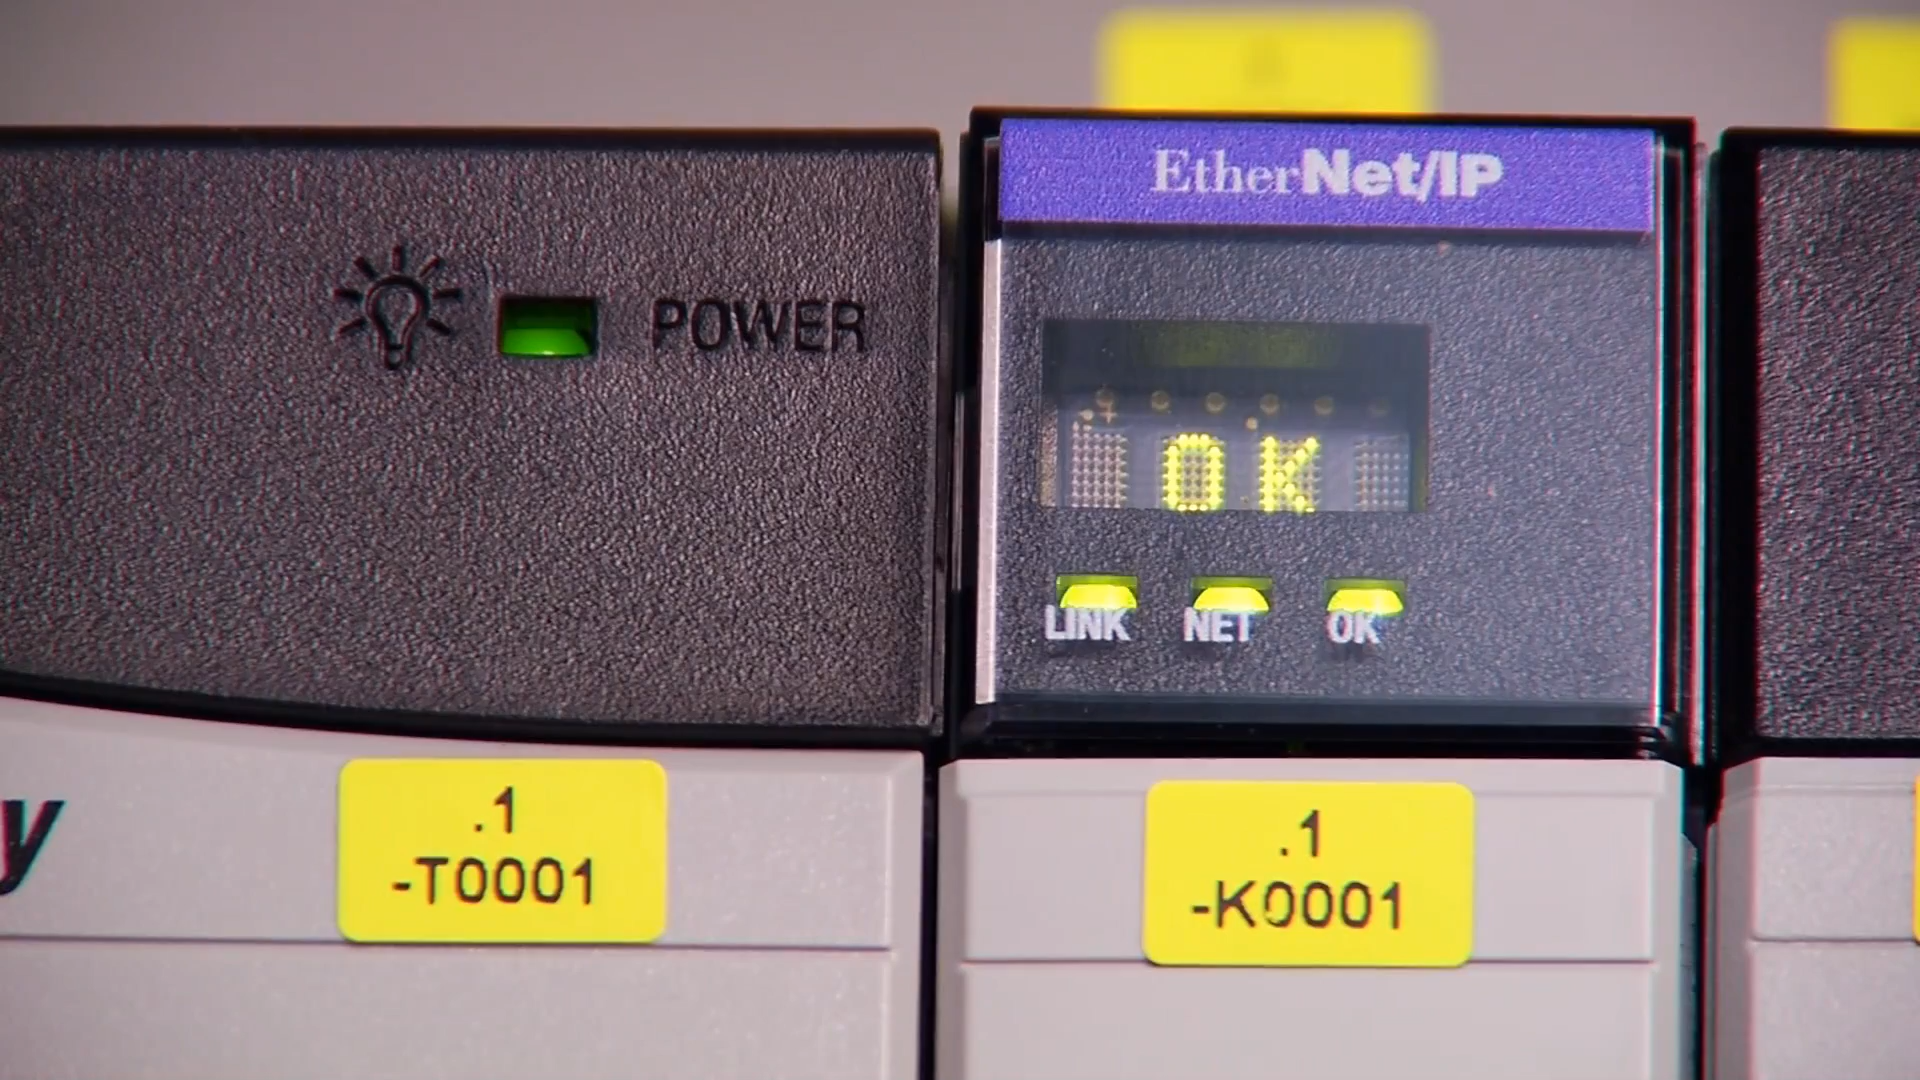 POWER
EtherNet/IP
OK
LINK NET OK
y
.1
-T0001
.1
-K0001